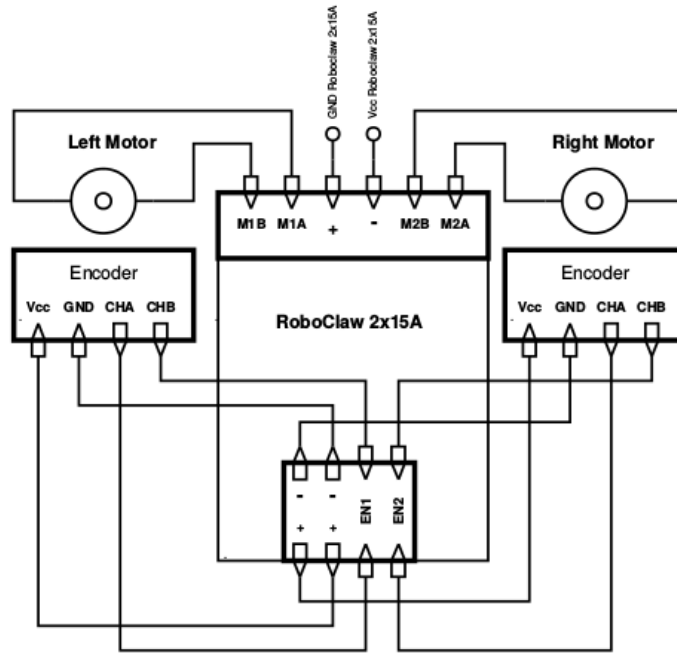 GND Roboclaw 2x15A
Vcc Roboclaw 2x15A
Left Motor
Right Motor
M1B M1A + - M2B M2A
Encoder
Vcc GND CHA CHB
RoboClaw 2x15A
Encoder
Vcc GND CHA CHB
- - EN1 EN2
+ +